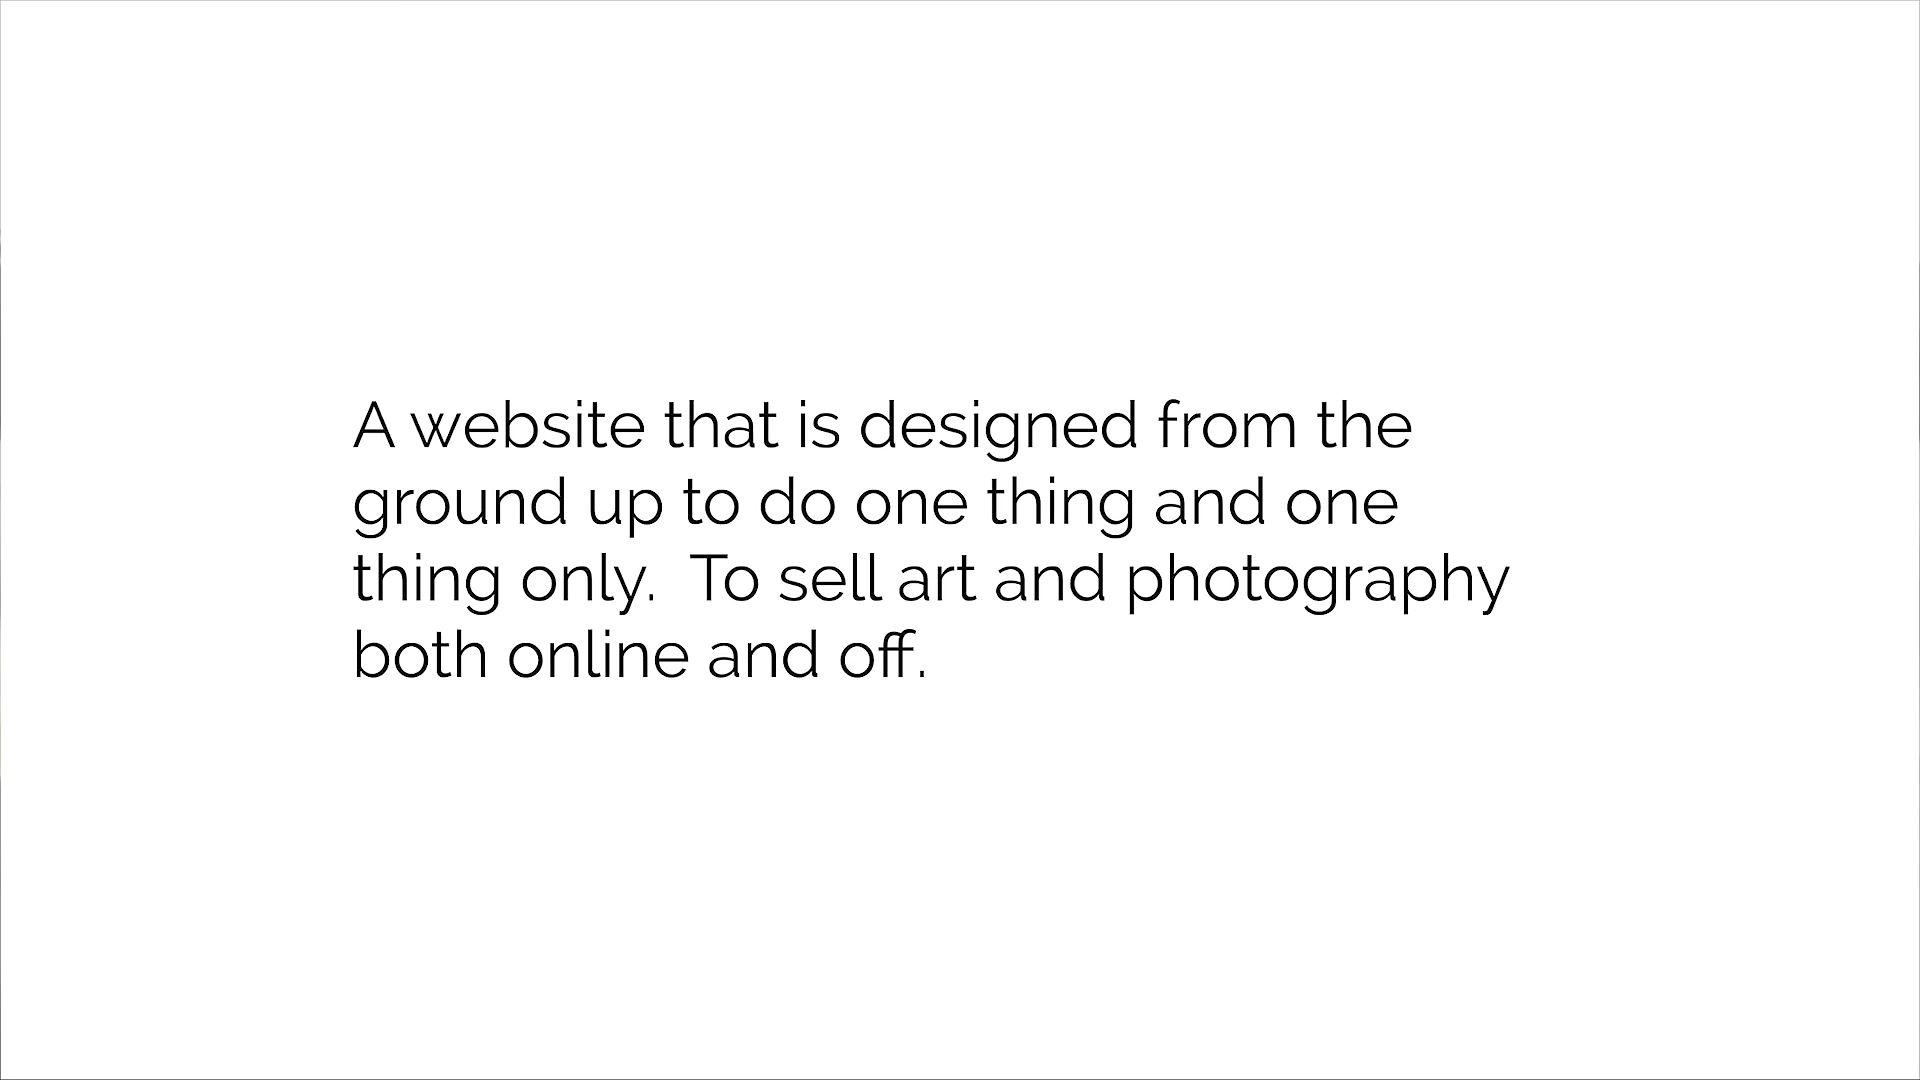 A website that is designed from the
ground up to do one thing and one
thing only.  To sell art and photography
both online and off.